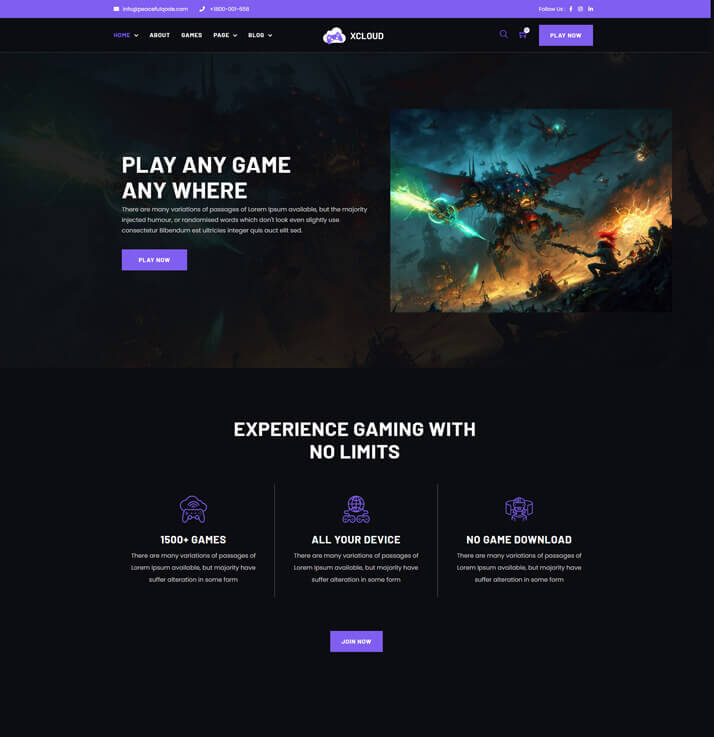 info@peacefulqode.com +1800-001-658 Follow Us :
HOME ABOUT GAMES PAGE BLOG XCLOUD 0 PLAY NOW
PLAY ANY GAME
ANY WHERE
There are many variations of passages of Lorem Ipsum available, but the majority
injected humour, or randomised words which don't look even slightly use
consectetur Bibendum est ultricies integer quis auct elit sed.
PLAY NOW
EXPERIENCE GAMING WITH
NO LIMITS
1500+ GAMES
There are many variations of passages of
Lorem Ipsum available, but majority have
suffer alteration in some form
ALL YOUR DEVICE
There are many variations of passages of
Lorem Ipsum available, but majority have
suffer alteration in some form
NO GAME DOWNLOAD
There are many variations of passages of
Lorem Ipsum available, but majority have
suffer alteration in some form
JOIN NOW